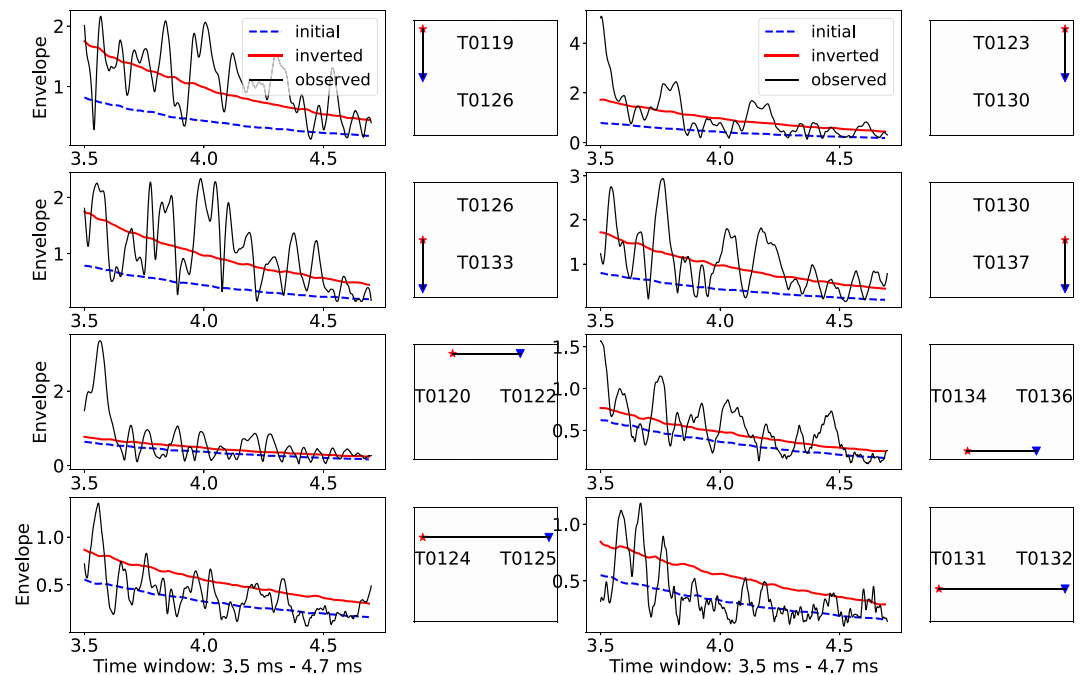 Envelope
2
1
3.5
4.0
4.5
initial
inverted
observed
T0119
T0126
4
2
0
3.5
4.0
4.5
initial
inverted
observed
T0123
T0130
Envelope
2
1
3.5
4.0
4.5
T0126
T0133
3
2
1
3.5
4.0
4.5
T0130
T0137
Envelope
2
0
3.5
4.0
4.5
T0120 T0122
1.5
1.0
0.5
3.5
4.0
4.5
T0134 T0136
Envelope
1.0
0.5
3.5
4.0
4.5
Time window: 3.5 ms - 4.7 ms
T0124 T0125
1.0
0.5
3.5
4.0
4.5
Time window: 3.5 ms - 4.7 ms
T0131 T0132